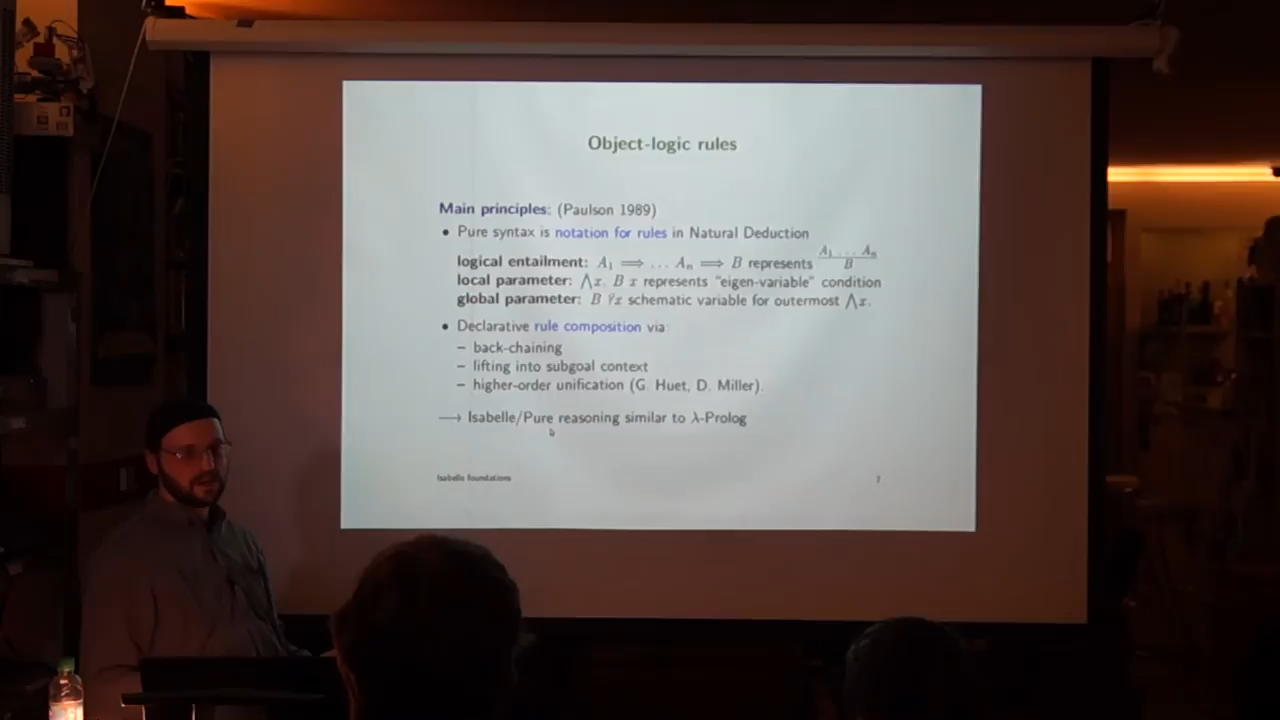 Object-logic rules
Main principles: (Paulson 1989)
• Pure syntax is notation for rules in Natural Deduction
logical entailment: A₁ ⟹ … Aₙ ⟹ B represents A₁ … Aₙ / B
local parameter: ⋀x. B x represents "eigen-variable" condition
global parameter: B ?x schematic variable for outermost ⋀x.
• Declarative rule composition via:
– back-chaining
– lifting into subgoal context
– higher-order unification (G. Huet, D. Miller).
⟶ Isabelle/Pure reasoning similar to λ-Prolog
Isabelle foundations 7